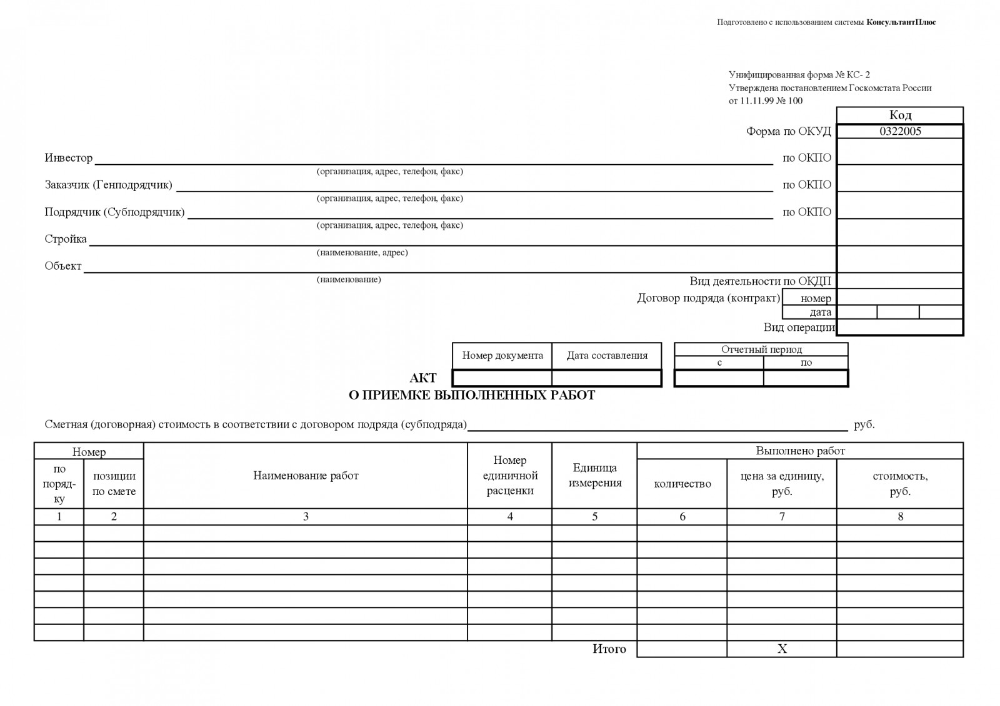 Подготовлено с использованием системы КонсультантПлюс
Унифицированная форма № КС- 2
Утверждена постановлением Госкомстата России
от 11.11.99 № 100
Код
Форма по ОКУД 0322005
Инвестор по ОКПО
(организация, адрес, телефон, факс)
Заказчик (Генподрядчик) по ОКПО
(организация, адрес, телефон, факс)
Подрядчик (Субподрядчик) по ОКПО
(организация, адрес, телефон, факс)
Стройка
(наименование, адрес)
Объект
(наименование)
Вид деятельности по ОКДП
Договор подряда (контракт) номер
дата
Вид операции
Номер документа Дата составления Отчетный период
с по
АКТ
О ПРИЕМКЕ ВЫПОЛНЕННЫХ РАБОТ
Сметная (договорная) стоимость в соответствии с договором подряда (субподряда) руб.
Номер
по
поряд-
ку
позиции
по смете
Наименование работ
Номер
единичной
расценки
Единица
измерения
Выполнено работ
количество
цена за единицу,
руб.
стоимость,
руб.
1 2 3 4 5 6 7 8
Итого Х